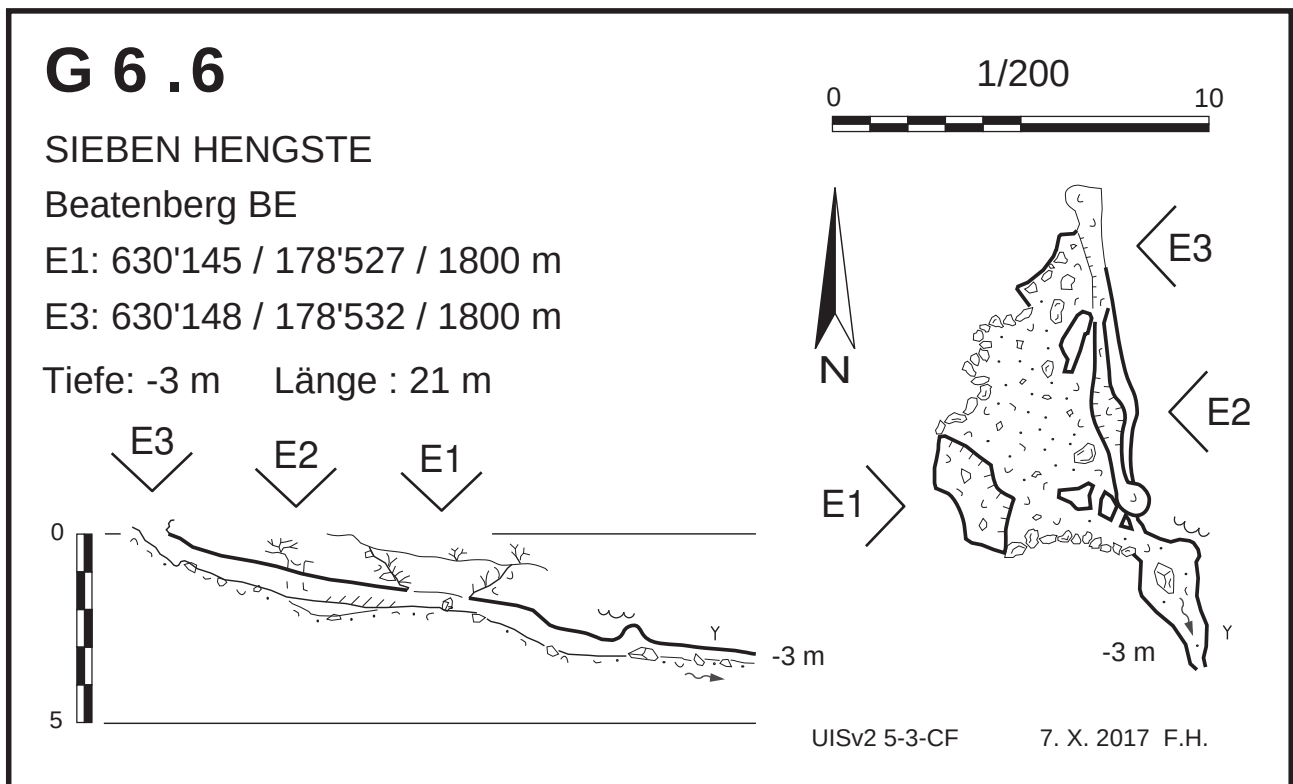 G 6 .6
SIEBEN HENGSTE
Beatenberg BE
E1: 630'145 / 178'527 / 1800 m
E3: 630'148 / 178'532 / 1800 m
Tiefe: -3 m Länge : 21 m
1/200
0 10
N
E3
E2
E1
Y
-3 m
E3 E2 E1
0
5
Y
-3 m
UISv2 5-3-CF 7. X. 2017 F.H.